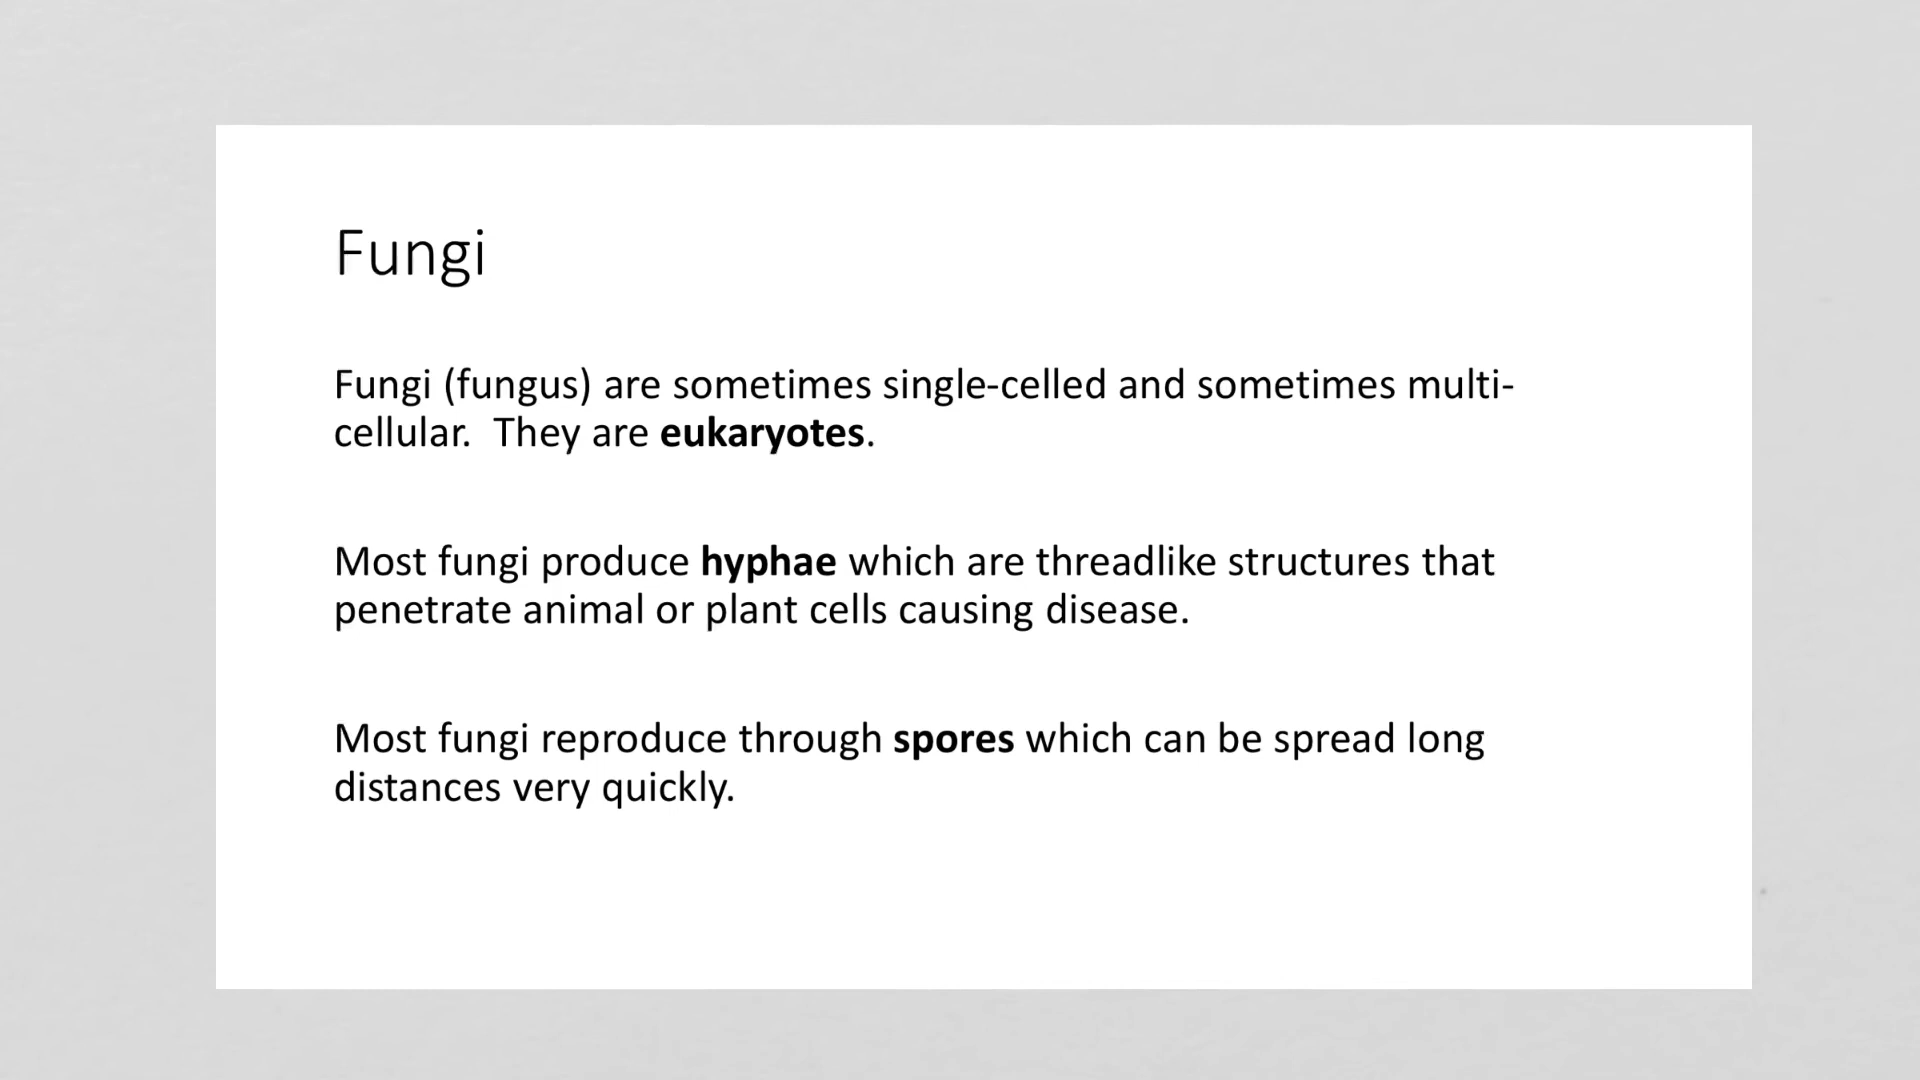 Fungi
Fungi (fungus) are sometimes single-celled and sometimes multi-
cellular.  They are eukaryotes.
Most fungi produce hyphae which are threadlike structures that
penetrate animal or plant cells causing disease.
Most fungi reproduce through spores which can be spread long
distances very quickly.